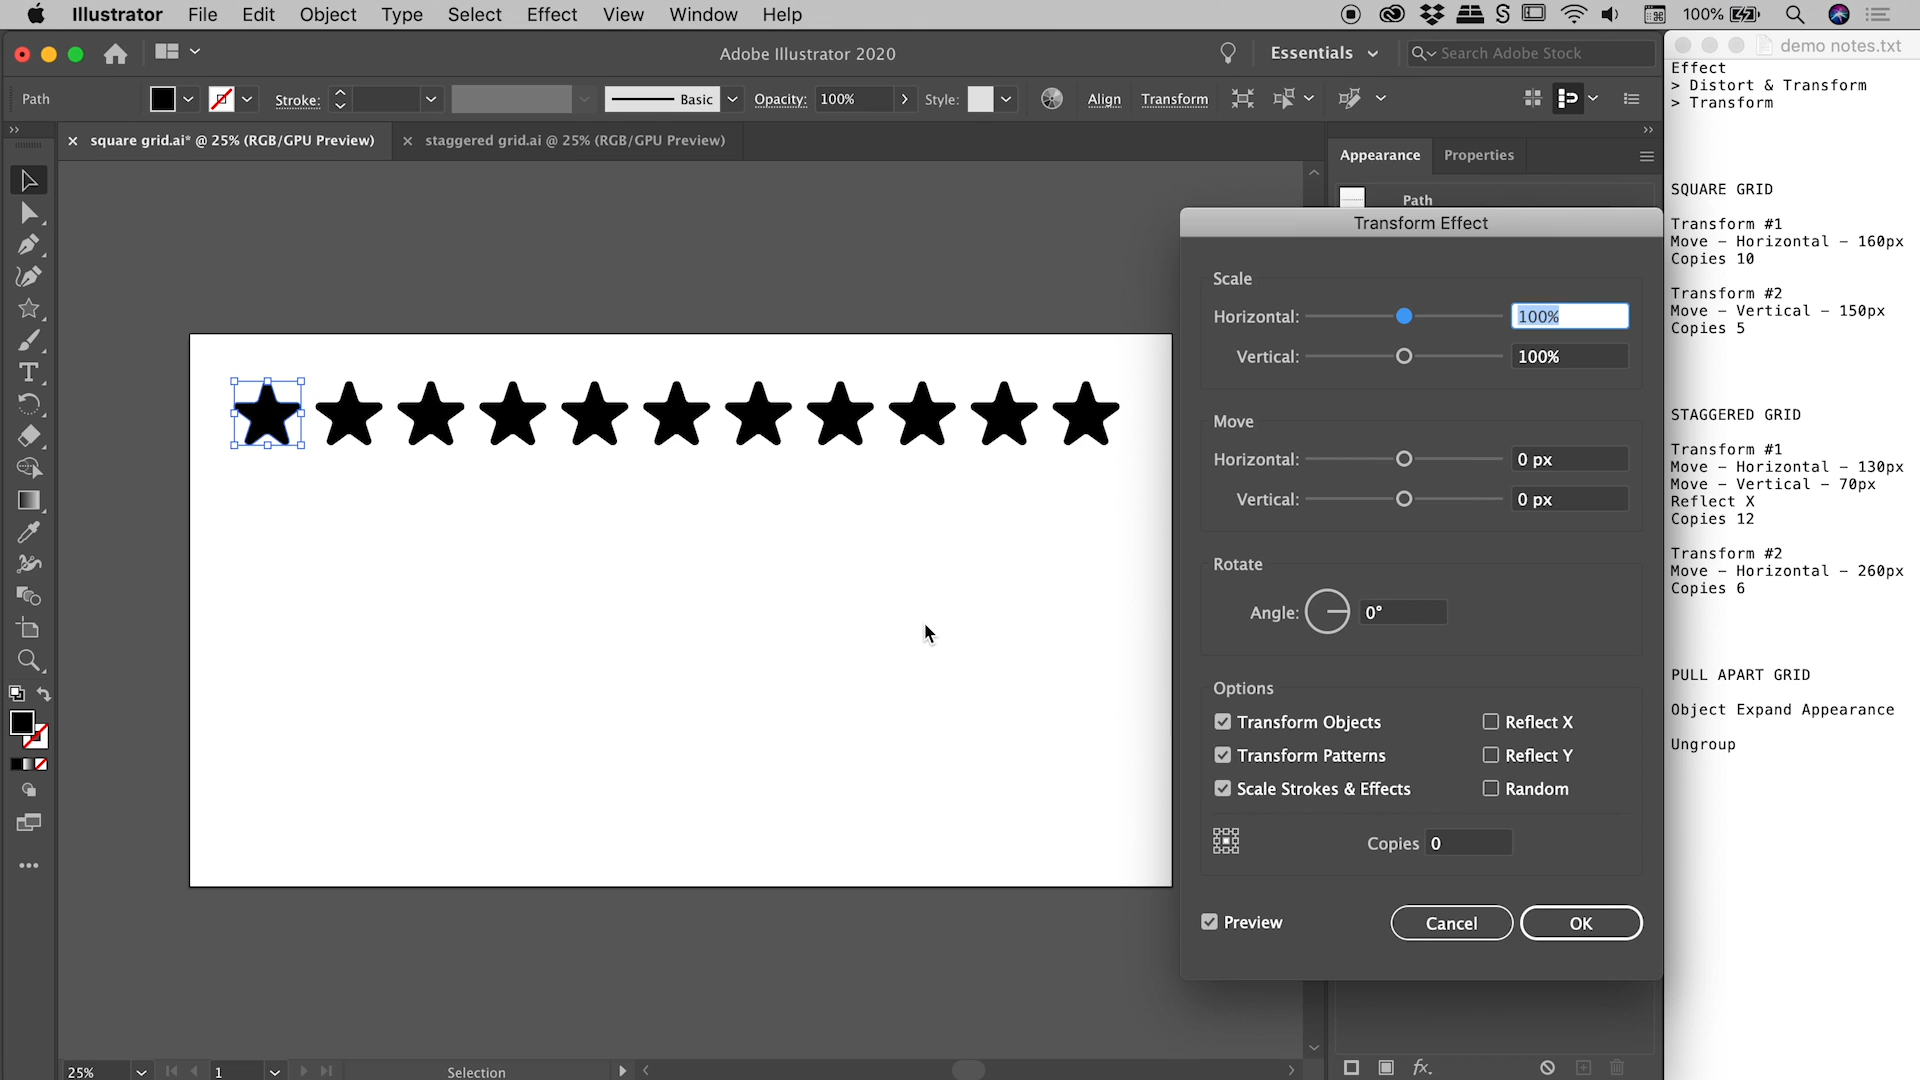 Illustrator File Edit Object Type Select Effect View Window Help 100%
Adobe Illustrator 2020 Essentials Search Adobe Stock
Path Stroke: Basic Opacity: 100% Style: Align Transform
square grid.ai* @ 25% (RGB/GPU Preview) staggered grid.ai @ 25% (RGB/GPU Preview)
Appearance Properties
Path
Transform Effect
Scale
Horizontal: 100%
Vertical: 100%
Move
Horizontal: 0 px
Vertical: 0 px
Rotate
Angle: 0°
Options
Transform Objects Reflect X
Transform Patterns Reflect Y
Scale Strokes & Effects Random
Copies 0
Preview Cancel OK
25% 1 Selection
fx.
demo notes.txt
Effect
> Distort & Transform
> Transform
SQUARE GRID
Transform #1
Move – Horizontal – 160px
Copies 10
Transform #2
Move – Vertical – 150px
Copies 5
STAGGERED GRID
Transform #1
Move – Horizontal – 130px
Move – Vertical – 70px
Reflect X
Copies 12
Transform #2
Move – Horizontal – 260px
Copies 6
PULL APART GRID
Object Expand Appearance
Ungroup